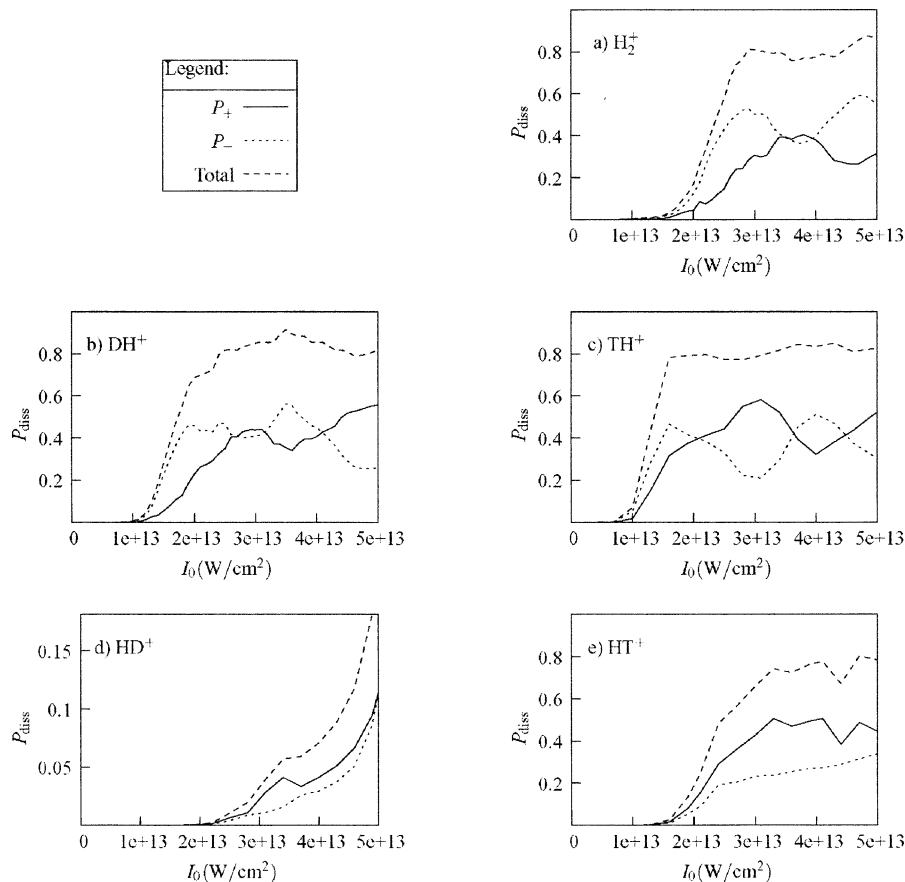 Legend:
P₊
P₋
Total
a) H₂⁺
P_diss
0.8
0.6
0.4
0.2
0 1e+13 2e+13 3e+13 4e+13 5e+13
I₀(W/cm²)
b) DH⁺
P_diss
0.8
0.6
0.4
0.2
0 1e+13 2e+13 3e+13 4e+13 5e+13
I₀(W/cm²)
c) TH⁺
P_diss
0.8
0.6
0.4
0.2
0 1e+13 2e+13 3e+13 4e+13 5e+13
I₀(W/cm²)
d) HD⁺
P_diss
0.15
0.1
0.05
0 1e+13 2e+13 3e+13 4e+13 5e+13
I₀(W/cm²)
e) HT⁺
P_diss
0.8
0.6
0.4
0.2
0 1e+13 2e+13 3e+13 4e+13 5e+13
I₀(W/cm²)